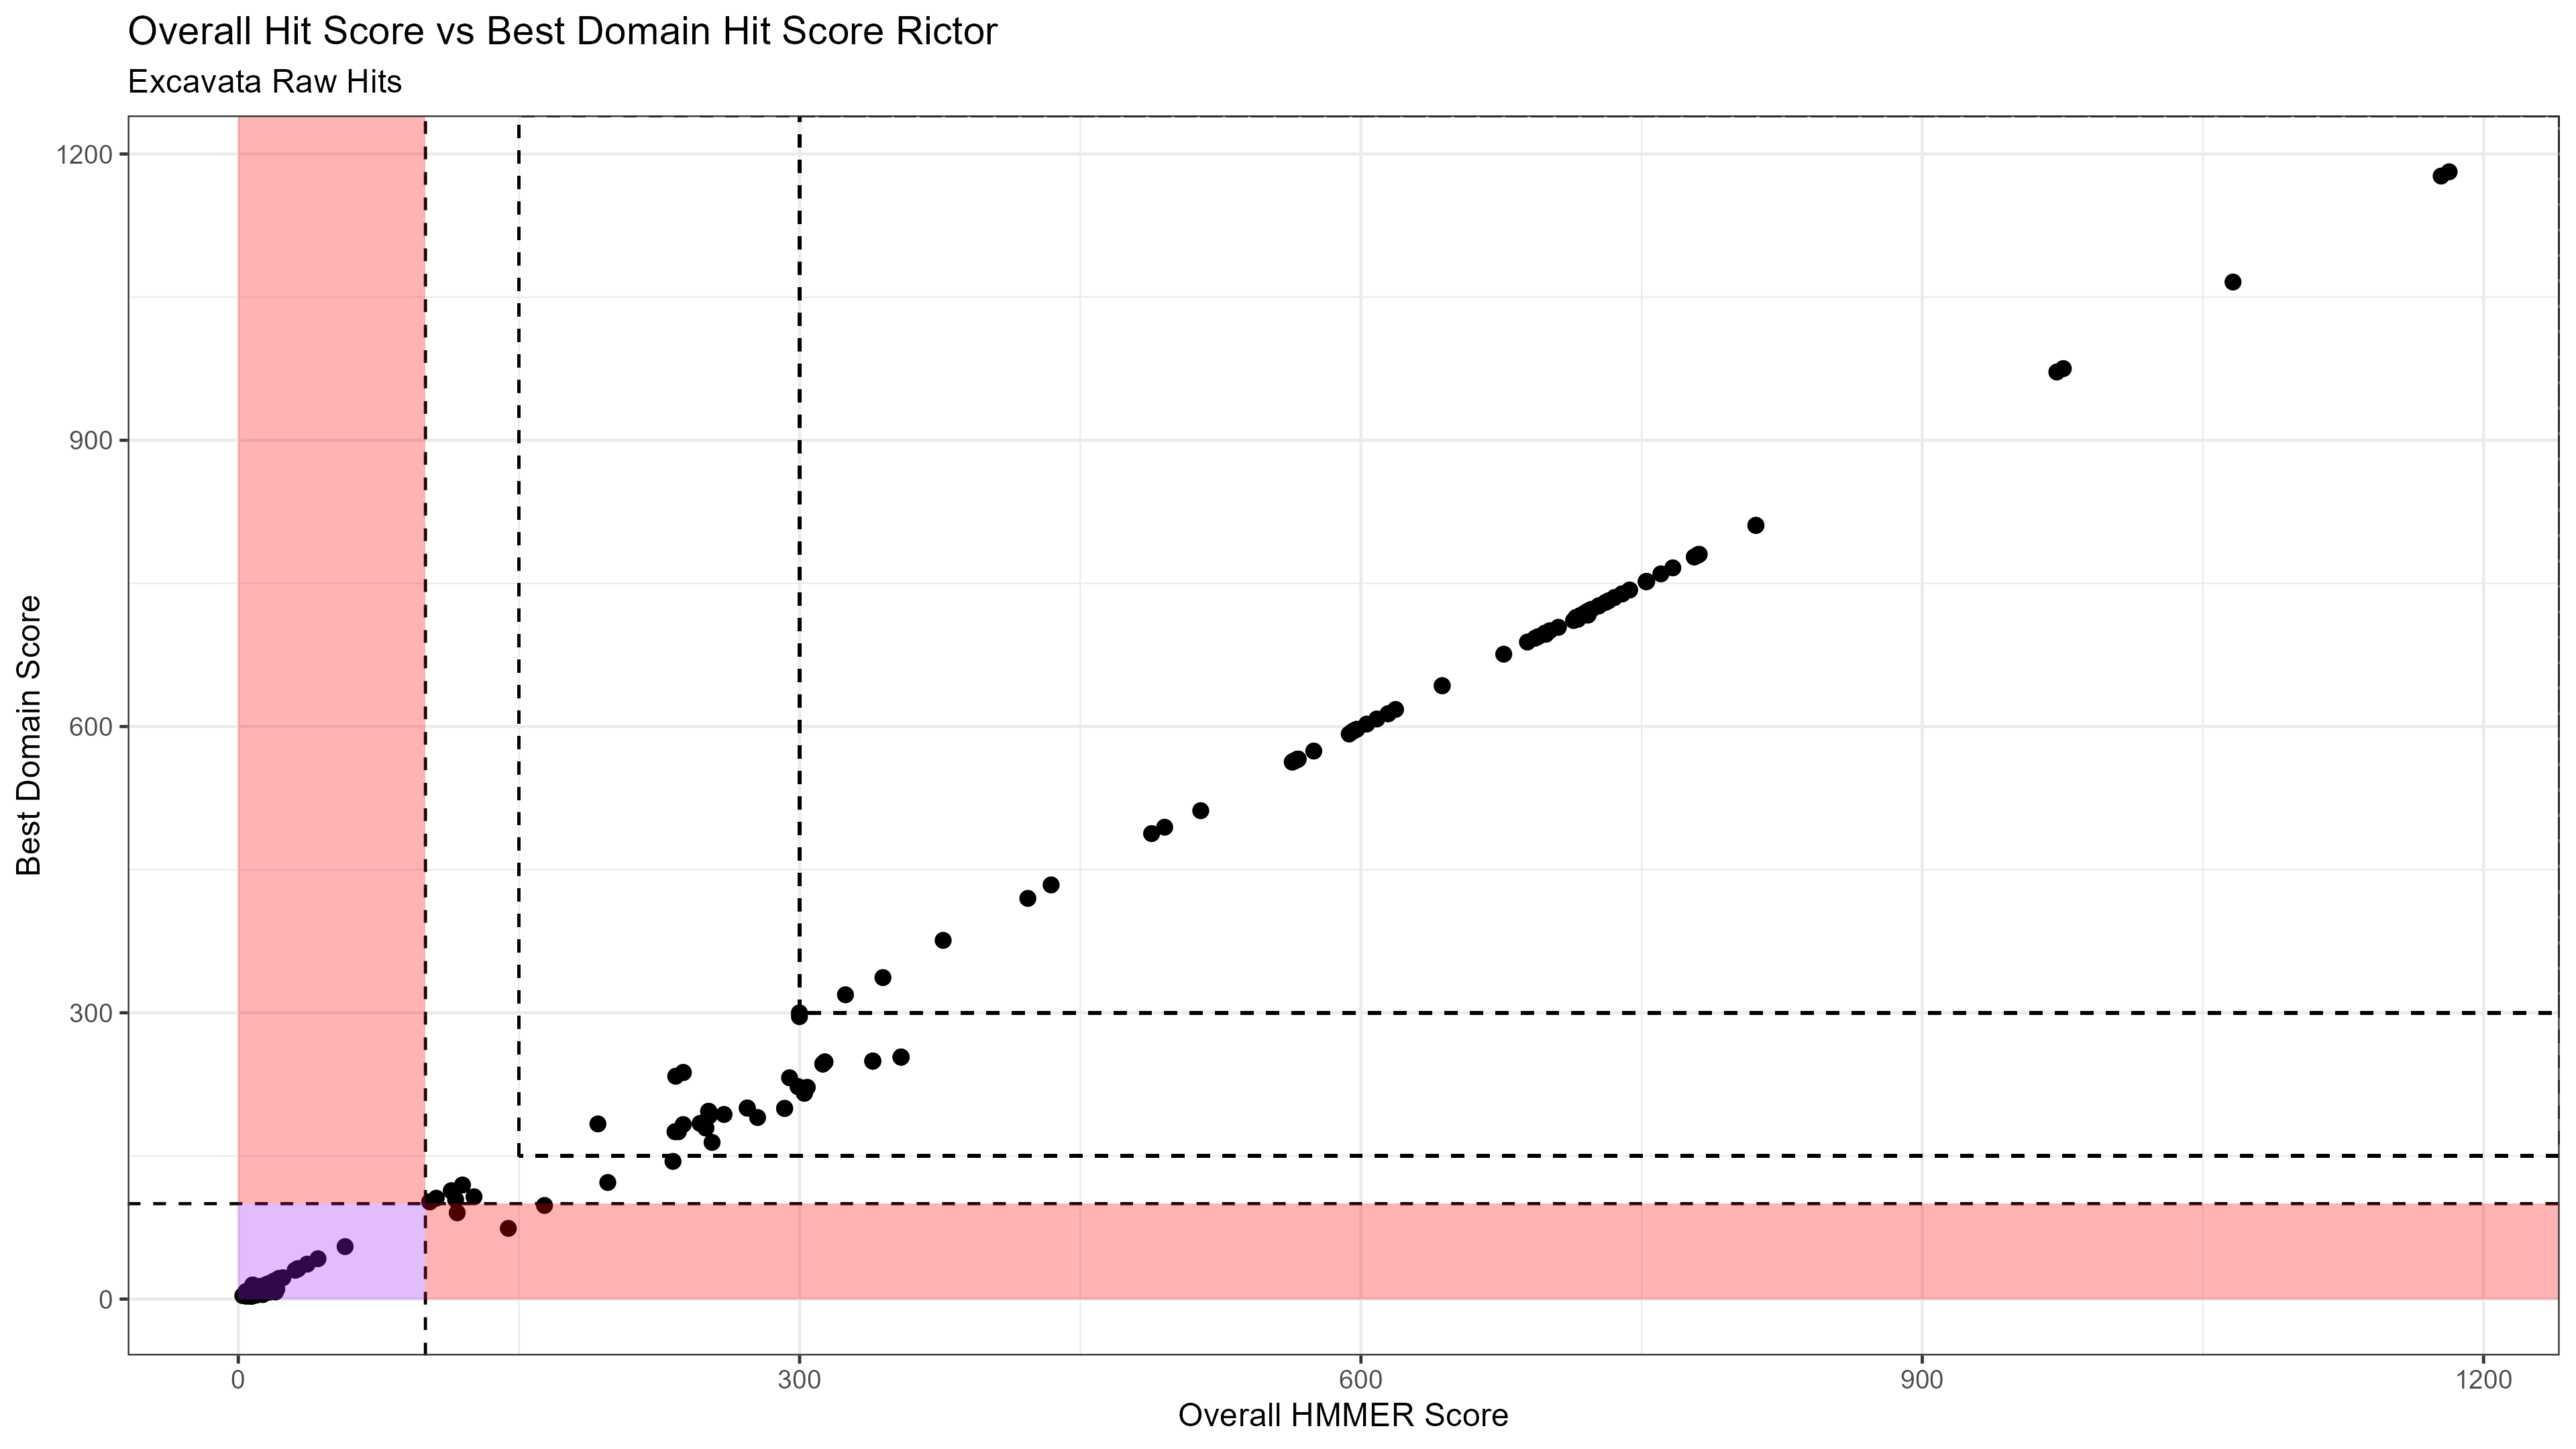 Overall Hit Score vs Best Domain Hit Score Rictor
Excavata Raw Hits
Best Domain Score
1200
900
600
300
0
0 300 600 900 1200
Overall HMMER Score